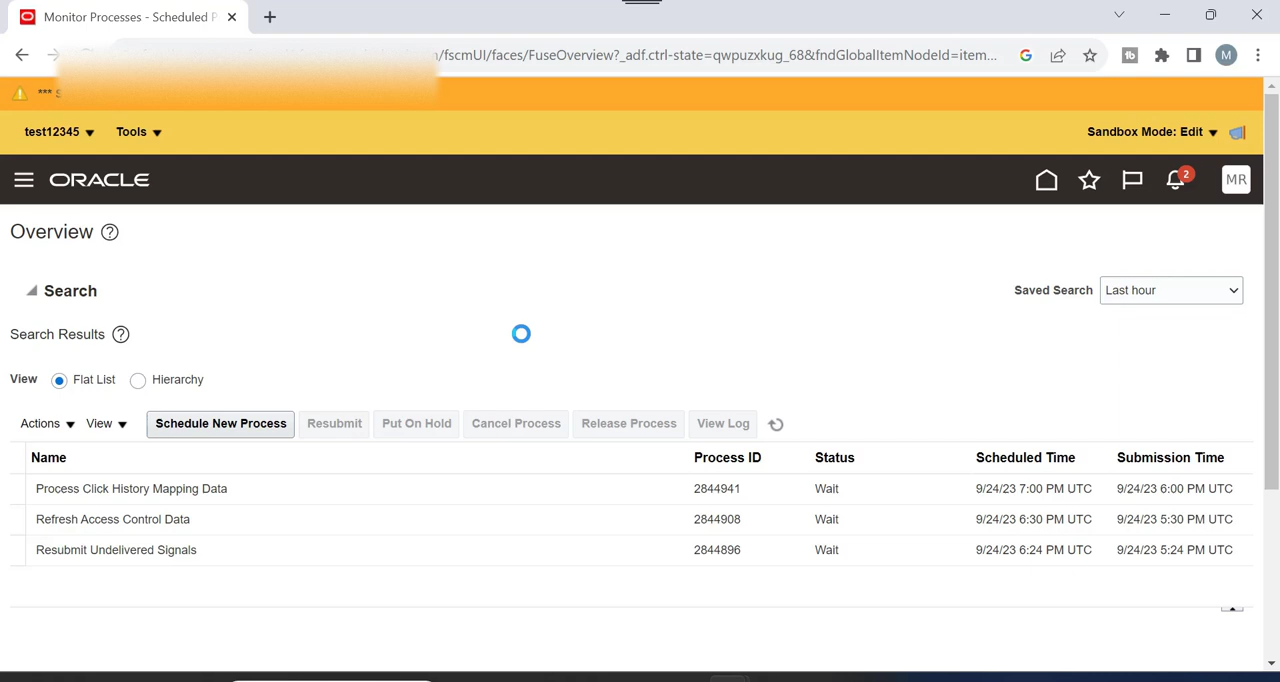 Monitor Processes - Scheduled P
/fscmUI/faces/FuseOverview?_adf.ctrl-state=qwpuzxkug_68&fndGlobalItemNodeId=item...
M
***
test12345 Tools Sandbox Mode: Edit
ORACLE 2 MR
Overview ?
Search Saved Search Last hour
Search Results ?
View Flat List Hierarchy
Actions View Schedule New Process Resubmit Put On Hold Cancel Process Release Process View Log
Name Process ID Status Scheduled Time Submission Time
Process Click History Mapping Data 2844941 Wait 9/24/23 7:00 PM UTC 9/24/23 6:00 PM UTC
Refresh Access Control Data 2844908 Wait 9/24/23 6:30 PM UTC 9/24/23 5:30 PM UTC
Resubmit Undelivered Signals 2844896 Wait 9/24/23 6:24 PM UTC 9/24/23 5:24 PM UTC